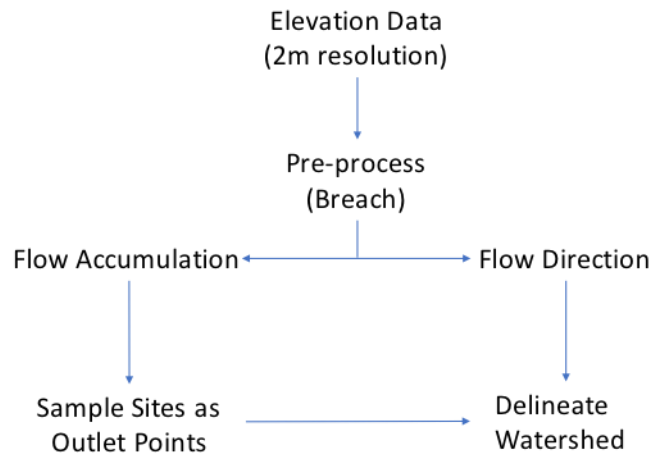 Elevation Data
(2m resolution)
Pre-process
(Breach)
Flow Accumulation
Flow Direction
Sample Sites as
Outlet Points
Delineate
Watershed